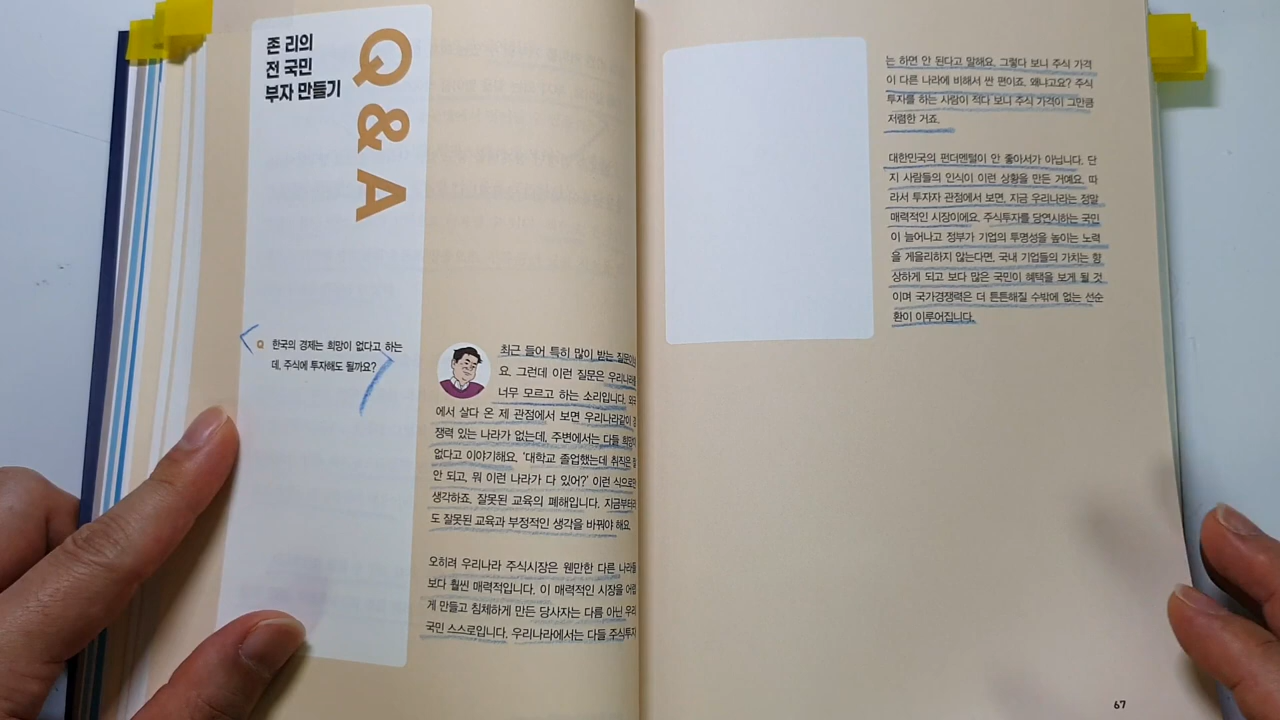 존 리의
전 국민
부자 만들기
Q&A
Q 한국의 경제는 희망이 없다고 하는
데, 주식에 투자해도 될까요?
최근 들어 특히 많이 받는
요. 그런데 이런 질문은
너무 모르고 하는 소리입니다.
에서 살다 온 제 관점에서 보면 우리나라같이
쟁력 있는 나라가 없는데, 주변에서는 다들
없다고 이야기해요. ‘대학교 졸업했는데 취직은
안 되고, 뭐 이런 나라가 다 있어?’ 이런 식으로만
생각하죠. 잘못된 교육의 폐해입니다.
도 잘못된 교육과 부정적인 생각을 바꿔야 해요.
오히려 우리나라 주식시장은 웬만한 다른 나라들
보다 훨씬 매력적입니다. 이 매력적인 시장을
게 만들고 침체하게 만든 당사자는 다름 아닌 우리
국민 스스로입니다. 우리나라에서는 다들 주식투자
는 하면 안 된다고 말해요. 그렇다 보니 주식 가격
이 다른 나라에 비해서 싼 편이죠. 왜냐고요? 주식
투자를 하는 사람이 적다 보니 주식 가격이 그만큼
저렴한 거죠.
대한민국의 펀더멘털이 안 좋아서가 아닙니다. 단
지 사람들의 인식이 이런 상황을 만든 거예요. 따
라서 투자자 관점에서 보면, 지금 우리나라는 정말
매력적인 시장이에요. 주식투자를 당연시하는 국민
이 늘어나고 정부가 기업의 투명성을 높이는 노력
을 게을리하지 않는다면, 국내 기업들의 가치는 향
상하게 되고 보다 많은 국민이 혜택을 보게 될 것
이며 국가경쟁력은 더 튼튼해질 수밖에 없는 선순
환이 이루어집니다.
67